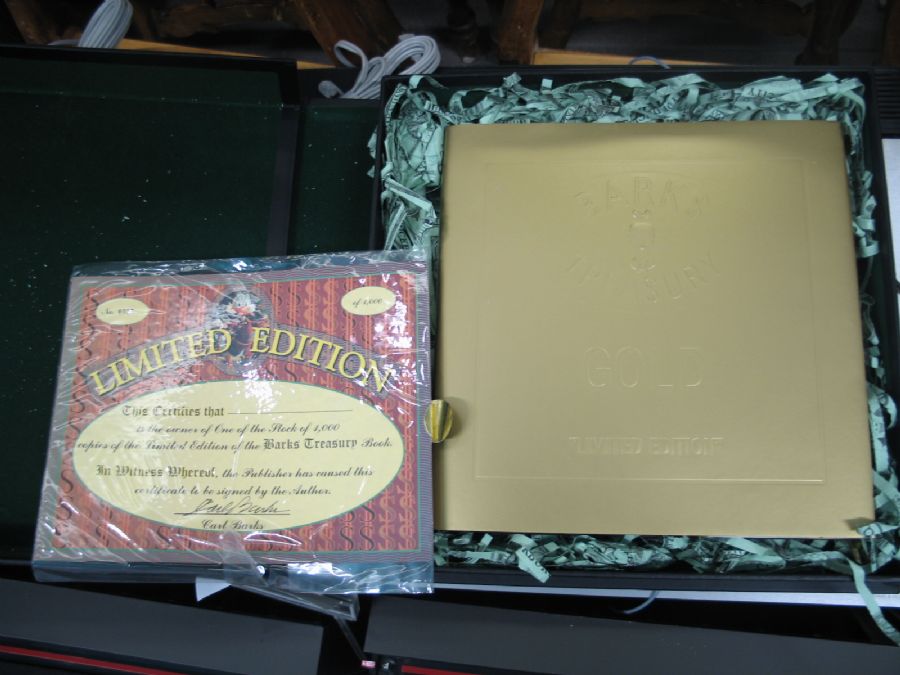 No.
of 1,000
LIMITED EDITION
This Certifies that
is the owner of One of the Stock of 1,000
copies of the Limited Edition of the Barks Treasury Book.
In Witness Whereof, the Publisher has caused this
certificate to be signed by the Author.
Carl Barks
Carl Barks
BARKS
TREASURY
GOLD
"LIMITED EDITION"